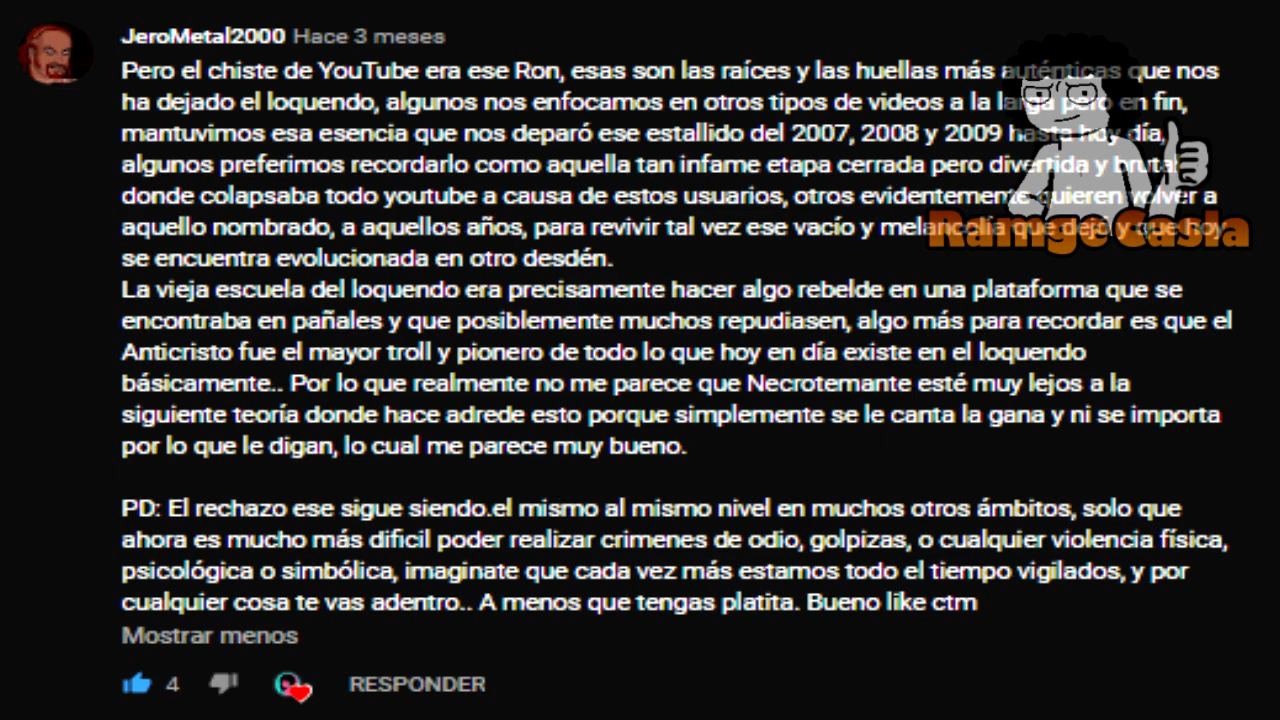 JeroMetal2000 Hace 3 meses
Pero el chiste de YouTube era ese Ron, esas son las raíces y las huellas más auténticas que nos
ha dejado el loquendo, algunos nos enfocamos en otros tipos de videos a la larga pero en fin,
mantuvimos esa esencia que nos deparó ese estallido del 2007, 2008 y 2009 hasta hoy día,
algunos preferimos recordarlo como aquella tan infame etapa cerrada pero divertida y brutal
donde colapsaba todo youtube a causa de estos usuarios, otros evidentemente quieren volver a
aquello nombrado, a aquellos años, para revivir tal vez ese vacío y melancolía que dejó y que hoy
se encuentra evolucionada en otro desdén.
La vieja escuela del loquendo era precisamente hacer algo rebelde en una plataforma que se
encontraba en pañales y que posiblemente muchos repudiasen, algo más para recordar es que el
Anticristo fue el mayor troll y pionero de todo lo que hoy en día existe en el loquendo
básicamente.. Por lo que realmente no me parece que Necrotemante esté muy lejos a la
siguiente teoría donde hace adrede esto porque simplemente se le canta la gana y ni se importa
por lo que le digan, lo cual me parece muy bueno.
PD: El rechazo ese sigue siendo.el mismo al mismo nivel en muchos otros ámbitos, solo que
ahora es mucho más dificil poder realizar crimenes de odio, golpizas, o cualquier violencia física,
psicológica o simbólica, imaginate que cada vez más estamos todo el tiempo vigilados, y por
cualquier cosa te vas adentro.. A menos que tengas platita. Bueno like ctm
Mostrar menos
4 RESPONDER